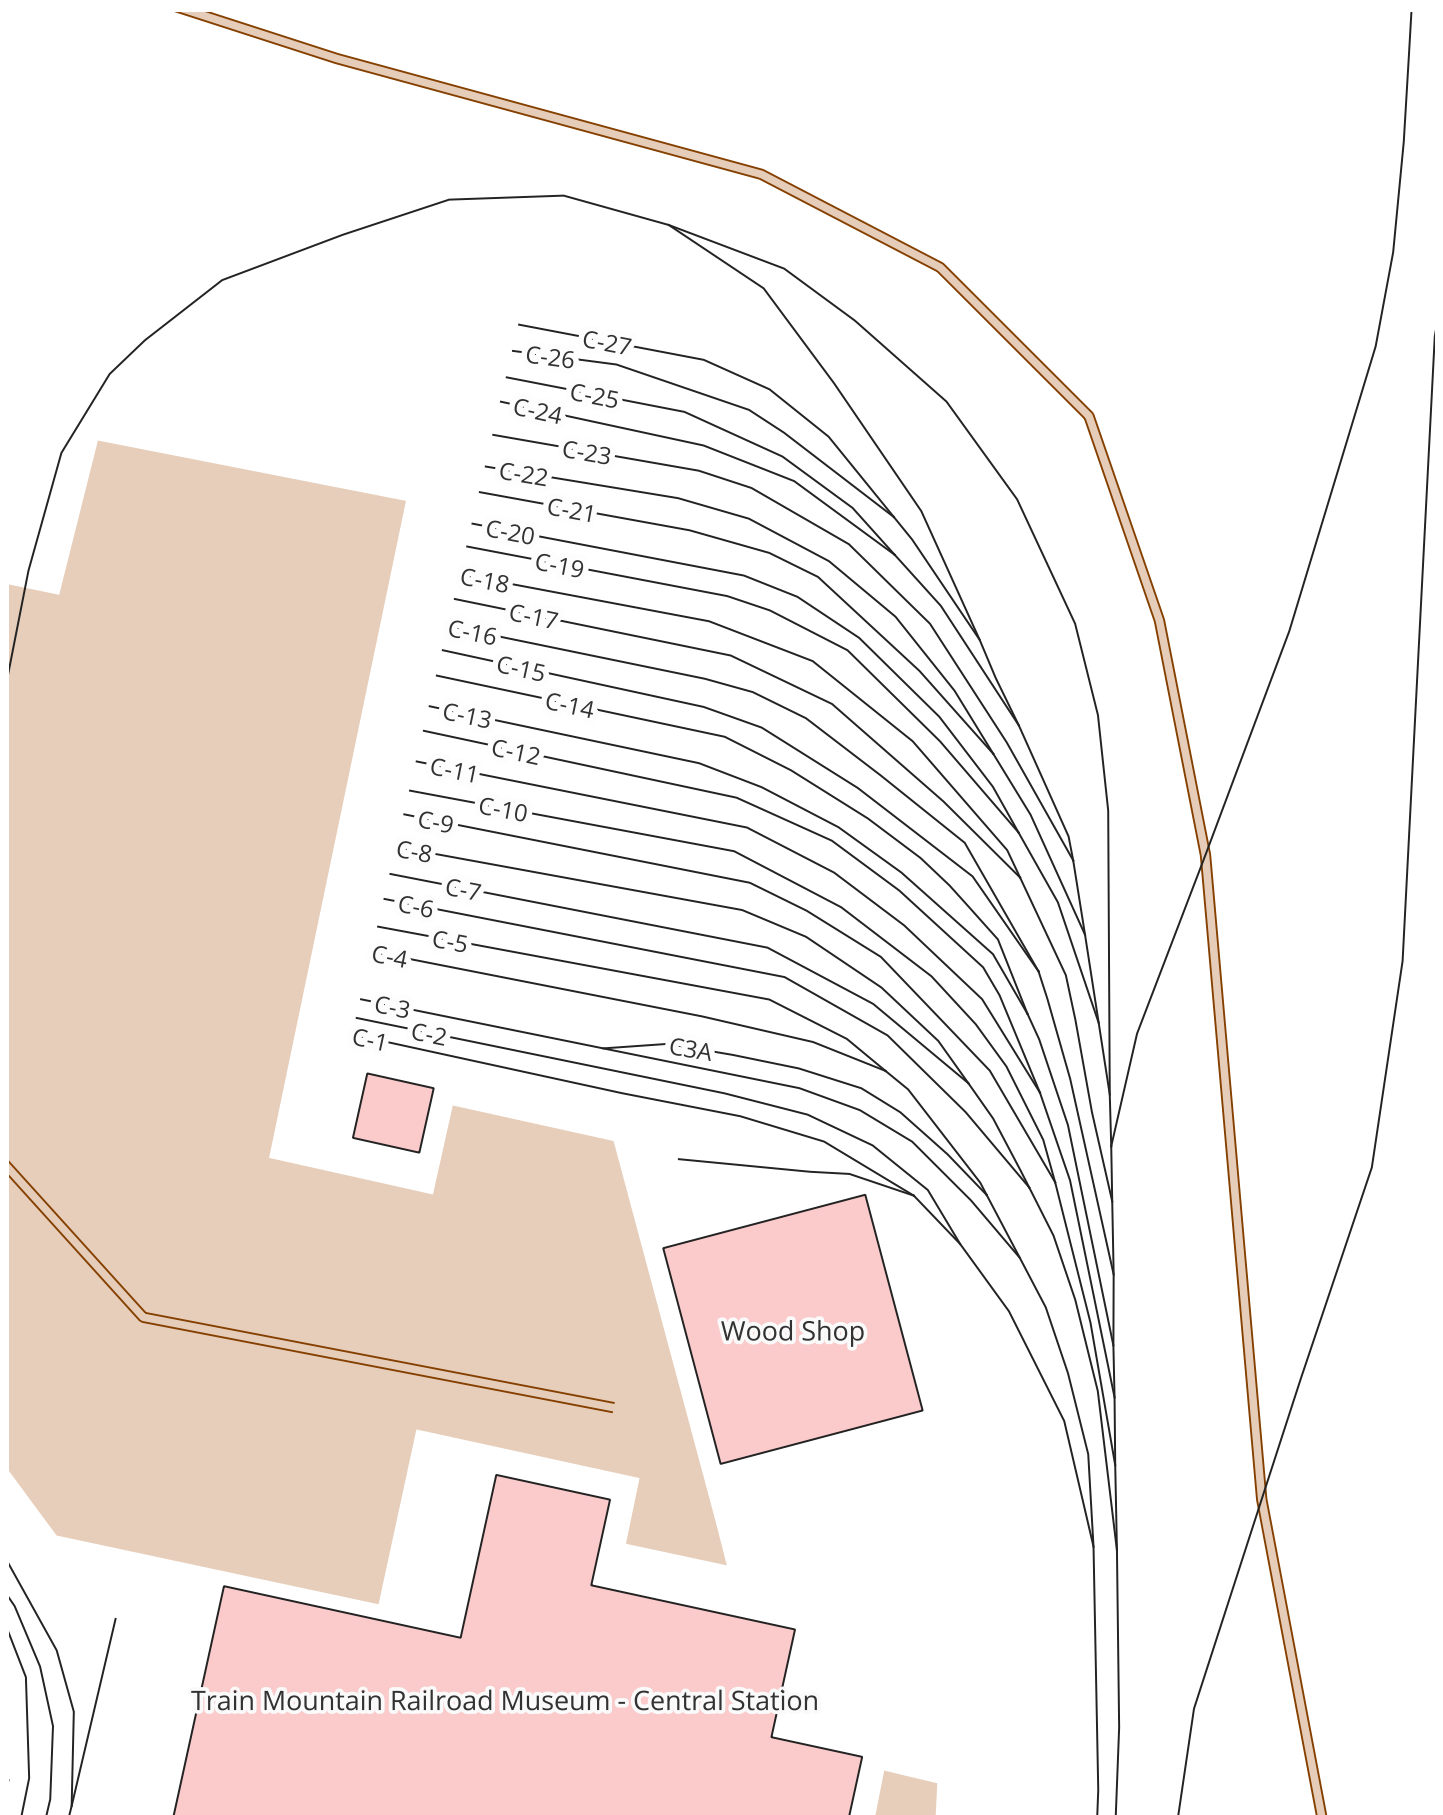 C-27
C-26
C-25
C-24
C-23
C-22
C-21
C-20
C-19
C-18
C-17
C-16
C-15
C-14
C-13
C-12
C-11
C-10
C-9
C-8
C-7
C-6
C-5
C-4
C-3
C-2
C-1
C3A
Wood Shop
Train Mountain Railroad Museum - Central Station